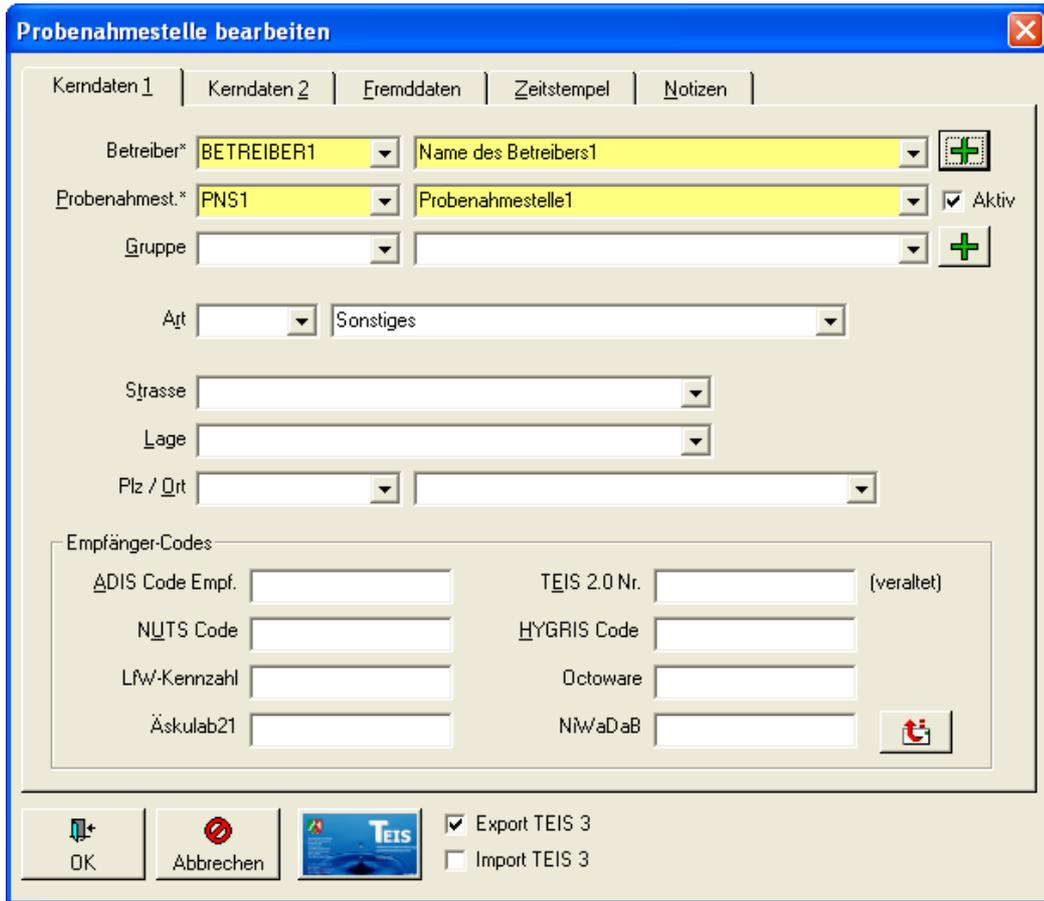 Probenahmestelle bearbeiten
Kerndaten 1 Kerndaten 2 Fremddaten Zeitstempel Notizen
Betreiber* BETREIBER1 Name des Betreibers1
Probenahmest.* PNS1 Probenahmestelle1 Aktiv
Gruppe
Art Sonstiges
Strasse
Lage
Plz / Ort
Empfänger-Codes
ADIS Code Empf. TEIS 2.0 Nr. (veraltet)
NUTS Code HYGRIS Code
LfW-Kennzahl Octoware
Äskulab21 NiWaDaB
OK Abbrechen TEIS Export TEIS 3
Import TEIS 3